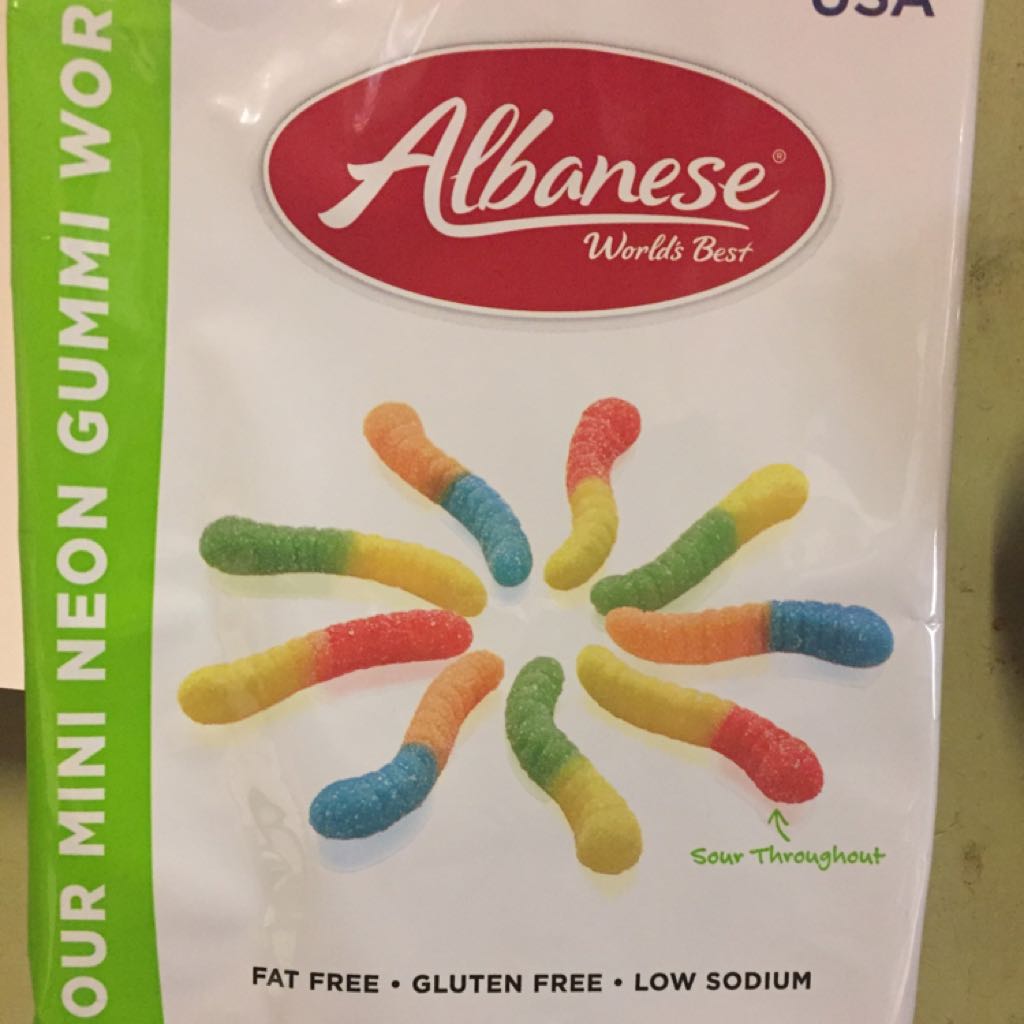 USA
Albanese®
World's Best
OUR MINI NEON GUMMI WOR
Sour Throughout
FAT FREE • GLUTEN FREE • LOW SODIUM